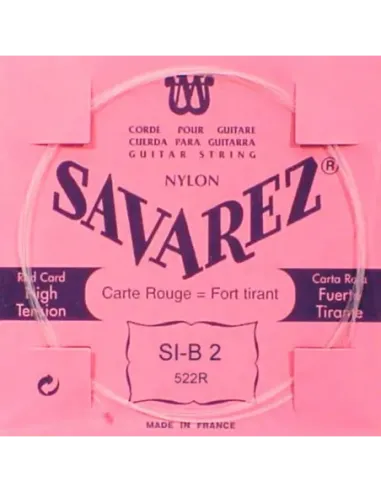 CORDE POUR GUITARE
CUERDA PARA GUITARRA
GUITAR STRING
NYLON
SAVAREZ®
Red Card
High
Tension
Carte Rouge = Fort tirant
Carta Roja
Fuerte
Tirante
SI-B 2
522R
MADE IN FRANCE